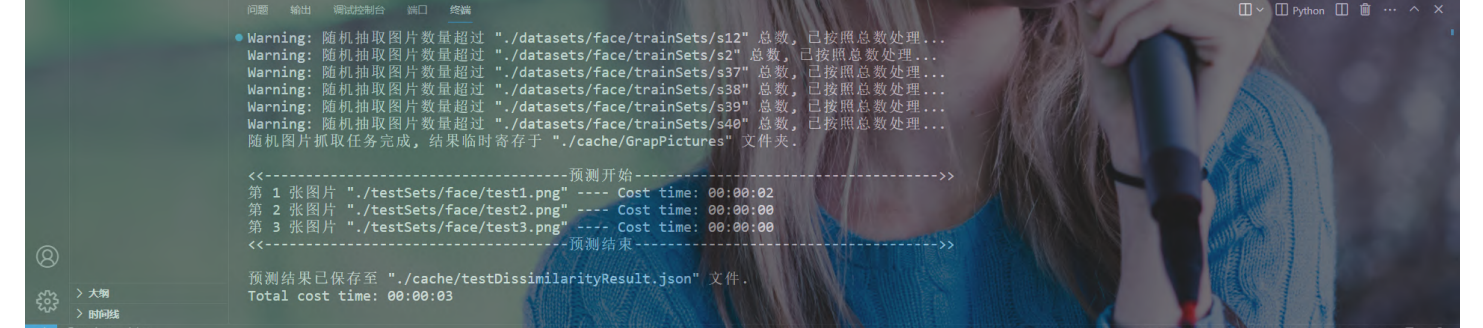 问题 输出 调试控制台 端口 终端 Python
Warning: 随机抽取图片数量超过 "./datasets/face/trainSets/s12" 总数, 已按照总数处理...
Warning: 随机抽取图片数量超过 "./datasets/face/trainSets/s2" 总数, 已按照总数处理...
Warning: 随机抽取图片数量超过 "./datasets/face/trainSets/s37" 总数, 已按照总数处理...
Warning: 随机抽取图片数量超过 "./datasets/face/trainSets/s38" 总数, 已按照总数处理...
Warning: 随机抽取图片数量超过 "./datasets/face/trainSets/s39" 总数, 已按照总数处理...
Warning: 随机抽取图片数量超过 "./datasets/face/trainSets/s40" 总数, 已按照总数处理...
随机图片抓取任务完成, 结果临时寄存于 "./cache/GrapPictures" 文件夹.
<<-------------------------------------预测开始------------------------------------->>
第 1 张图片 "./testSets/face/test1.png" ---- Cost time: 00:00:02
第 2 张图片 "./testSets/face/test2.png" ---- Cost time: 00:00:00
第 3 张图片 "./testSets/face/test3.png" ---- Cost time: 00:00:00
<<-------------------------------------预测结束------------------------------------->>
预测结果已保存至 "./cache/testDissimilarityResult.json" 文件.
Total cost time: 00:00:03
大纲
时间线